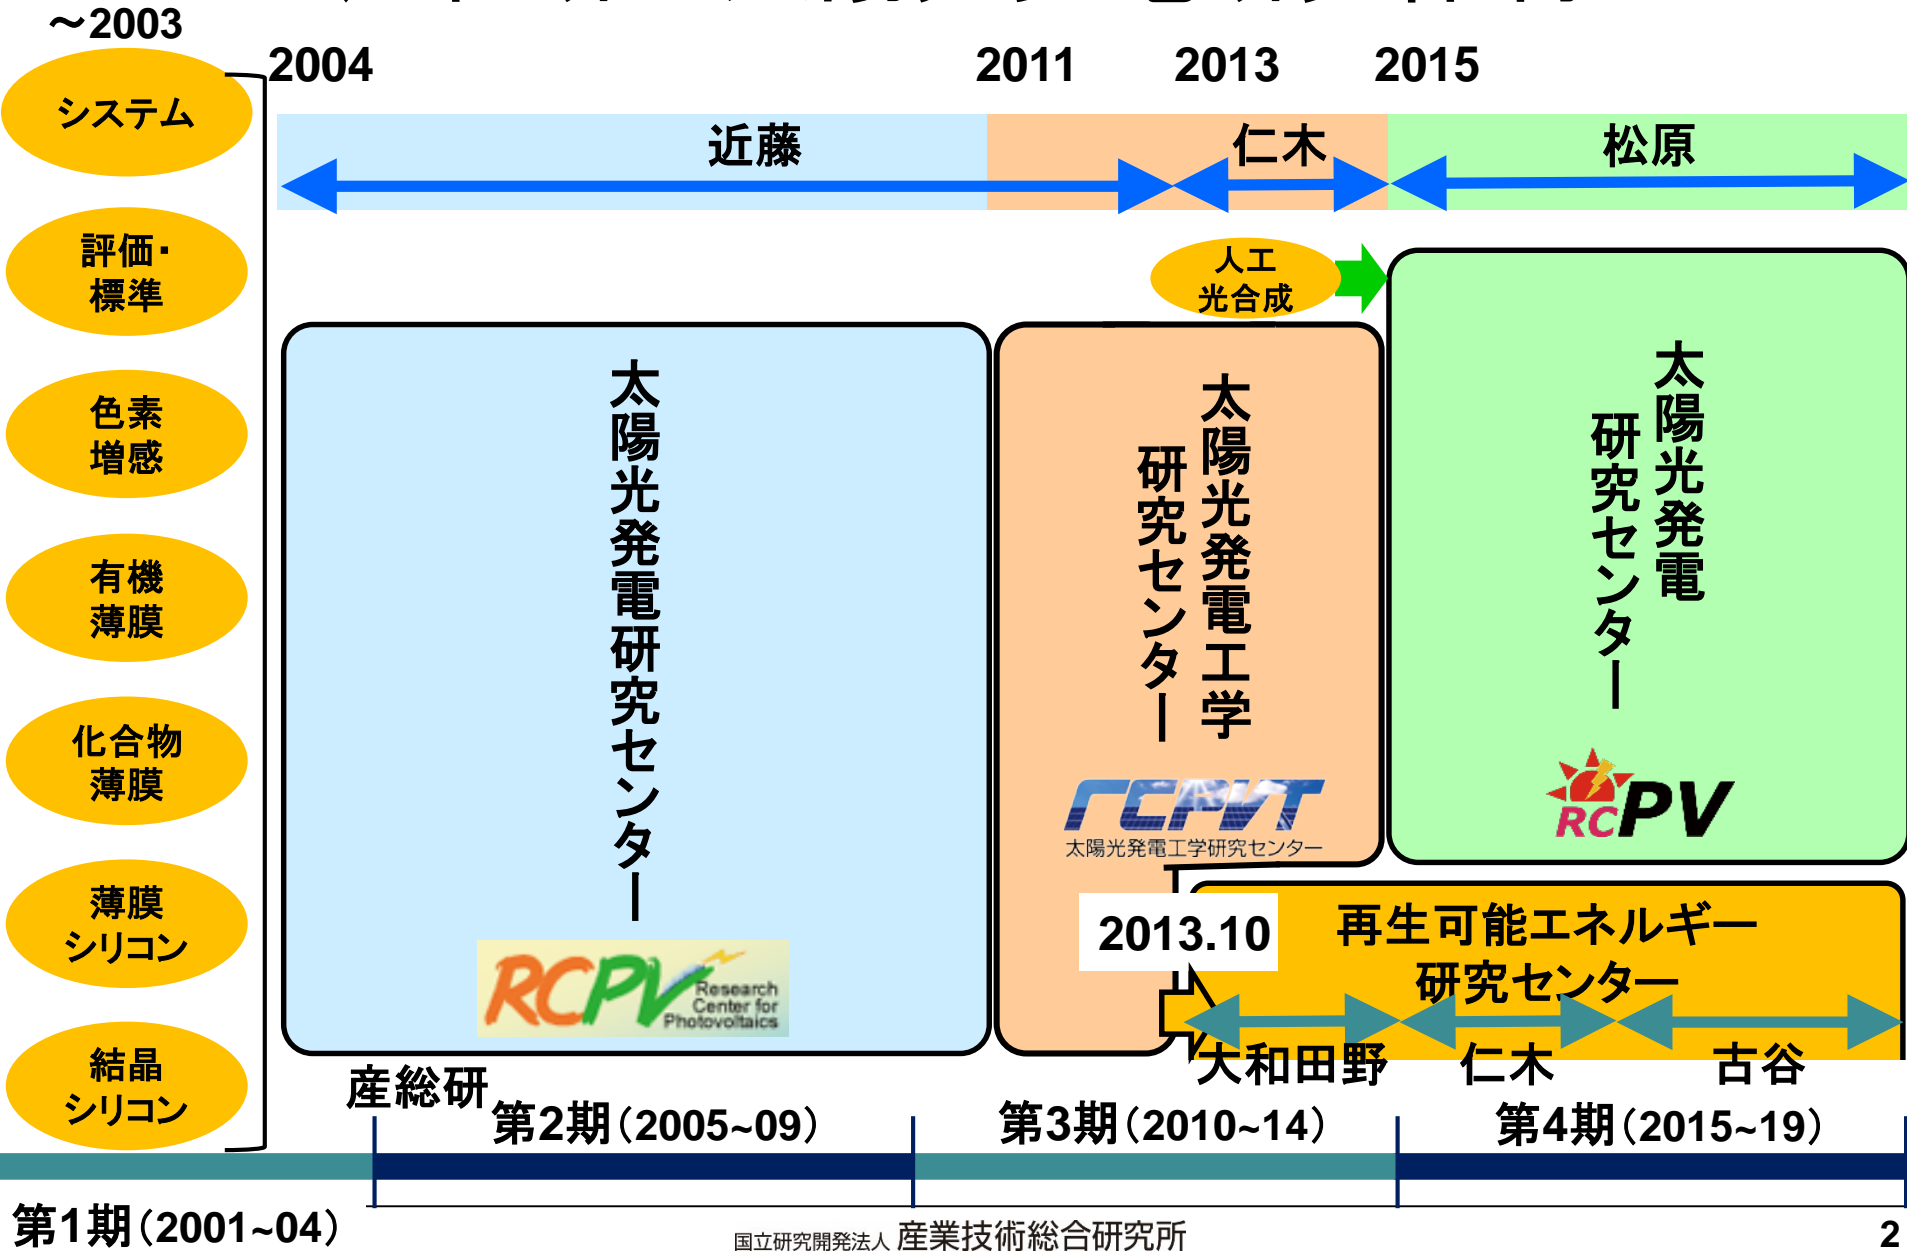 ～2003
2004
2011
2013
2015
システム
評価・
標準
色素
増感
有機
薄膜
化合物
薄膜
薄膜
シリコン
結晶
シリコン
近藤
仁木
松原
人工
光合成
太陽光発電研究センター
RCPV
Research
Center for
Photovoltaics
太陽光発電工学
研究センター
rCPVT
太陽光発電工学研究センター
太陽光発電
研究センター
RCPV
2013.10
再生可能エネルギー
研究センター
大和田野
仁木
古谷
産総研
第2期（2005~09）
第3期（2010~14）
第4期（2015~19）
第1期（2001~04）
国立研究開発法人 産業技術総合研究所
2